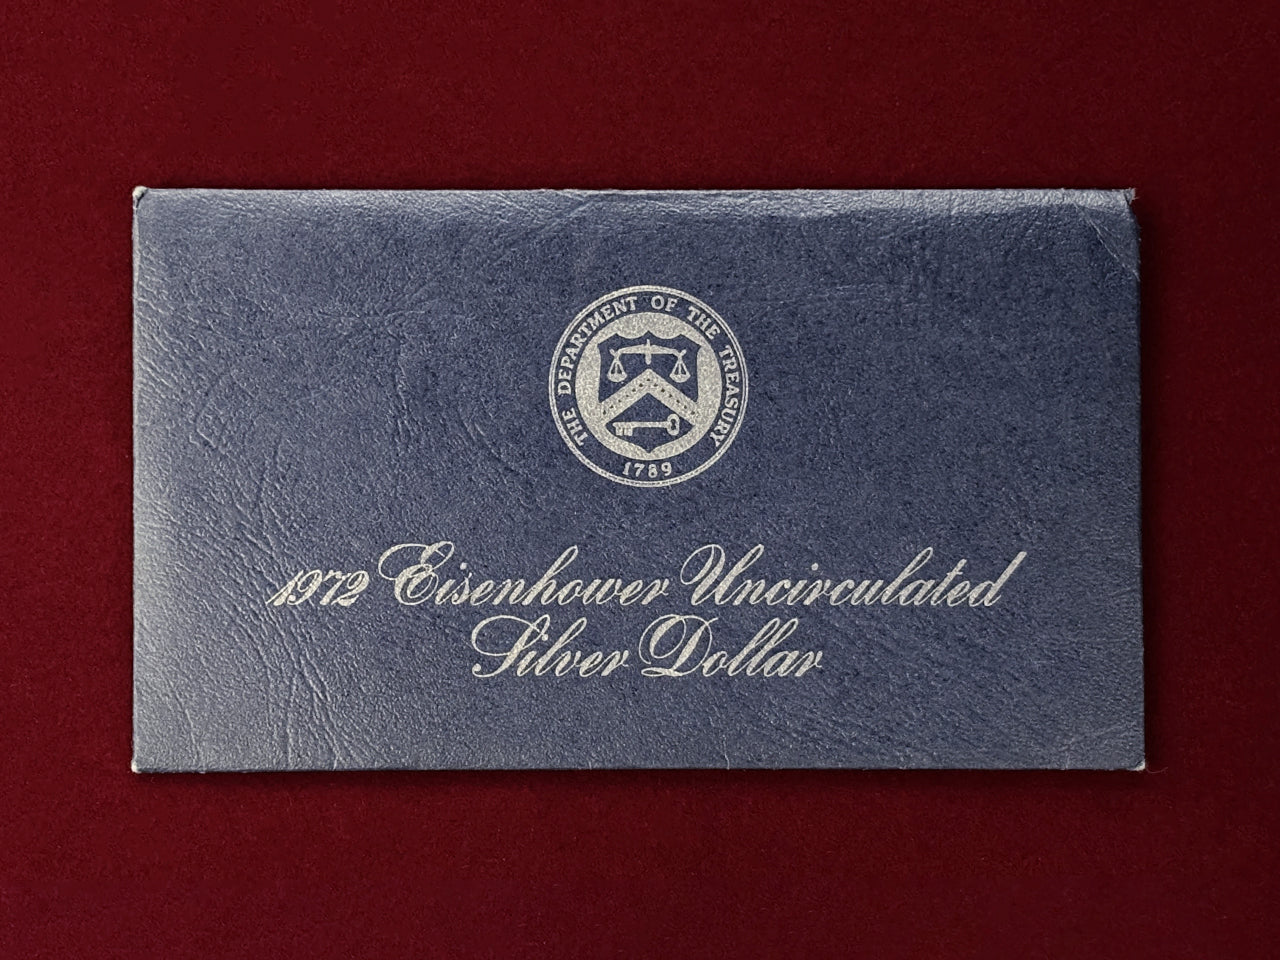 THE DEPARTMENT OF THE TREASURY
1789
1972 Eisenhower Uncirculated
Silver Dollar